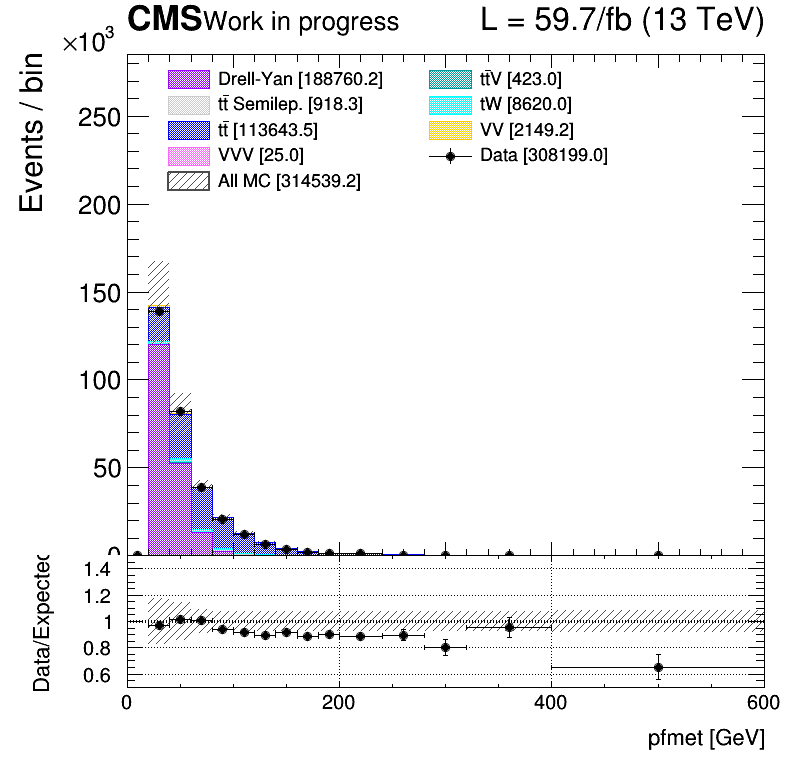 CMS Work in progress L = 59.7/fb (13 TeV)
×10³
Events / bin
Drell-Yan [188760.2]
tt̄ Semilep. [918.3]
tt̄ [113643.5]
VVV [25.0]
All MC [314539.2]
tt̄V [423.0]
tW [8620.0]
VV [2149.2]
Data [308199.0]
250
200
150
100
50
0
Data/Expected
1.4
1.2
1
0.8
0.6
0 200 400 600
pfmet [GeV]